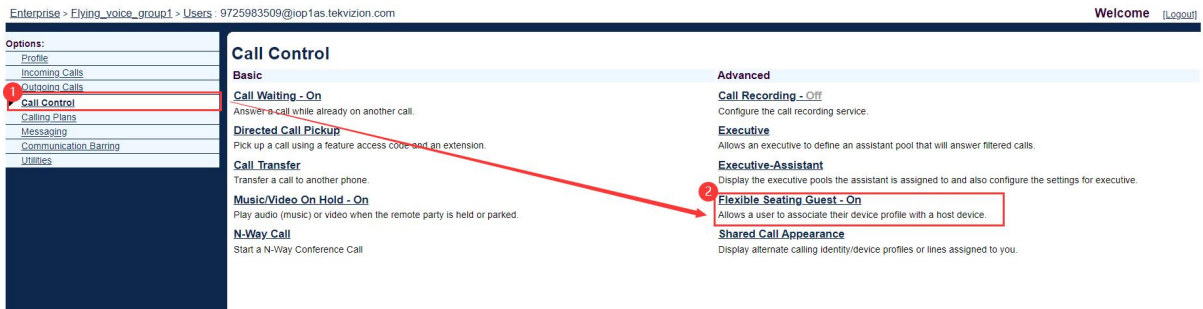 Enterprise > Flying_voice_group1 > Users : 9725983509@iop1as.tekvizion.com
Welcome [Logout]
Options:
Profile
Incoming Calls
Outgoing Calls
1
Call Control
Calling Plans
Messaging
Communication Barring
Utilities
Call Control
Basic
Call Waiting - On
Answer a call while already on another call.
Directed Call Pickup
Pick up a call using a feature access code and an extension.
Call Transfer
Transfer a call to another phone.
Music/Video On Hold - On
Play audio (music) or video when the remote party is held or parked.
N-Way Call
Start a N-Way Conference Call
Advanced
Call Recording - Off
Configure the call recording service.
Executive
Allows an executive to define an assistant pool that will answer filtered calls.
Executive-Assistant
Display the executive pools the assistant is assigned to and also configure the settings for executive.
2
Flexible Seating Guest - On
Allows a user to associate their device profile with a host device.
Shared Call Appearance
Display alternate calling identity/device profiles or lines assigned to you.